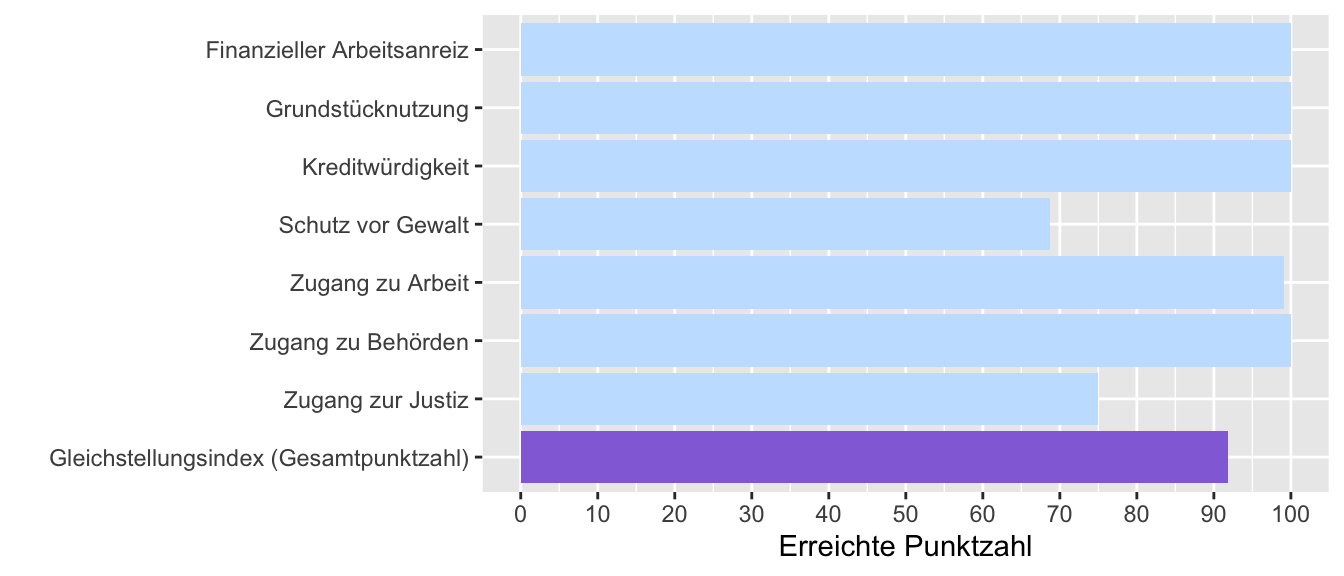 Finanzieller Arbeitsanreiz
Grundstücknutzung
Kreditwürdigkeit
Schutz vor Gewalt
Zugang zu Arbeit
Zugang zu Behörden
Zugang zur Justiz
Gleichstellungsindex (Gesamtpunktzahl)
0 10 20 30 40 50 60 70 80 90 100
Erreichte Punktzahl